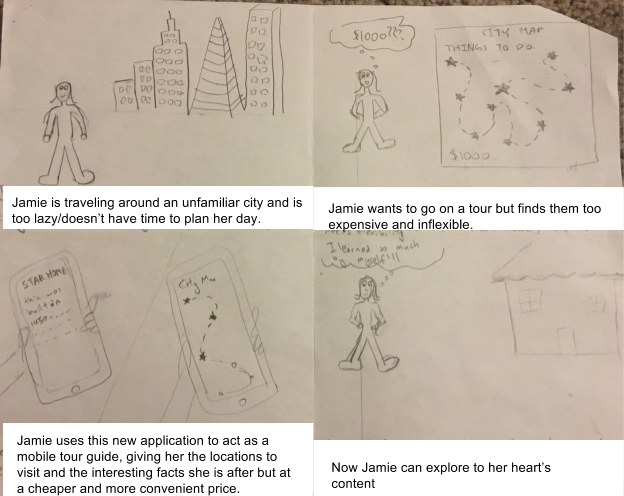 Jamie is traveling around an unfamiliar city and is
too lazy/doesn't have time to plan her day.
$1000???
CITY MAP
THINGS TO DO
$1000...
Jamie wants to go on a tour but finds them too
expensive and inflexible.
STAR HOME
this was
built in
1450
City Map
Jamie uses this new application to act as a
mobile tour guide, giving her the locations to
visit and the interesting facts she is after but at
a cheaper and more convenient price.
I learned so much
myself!!!
Now Jamie can explore to her heart's
content